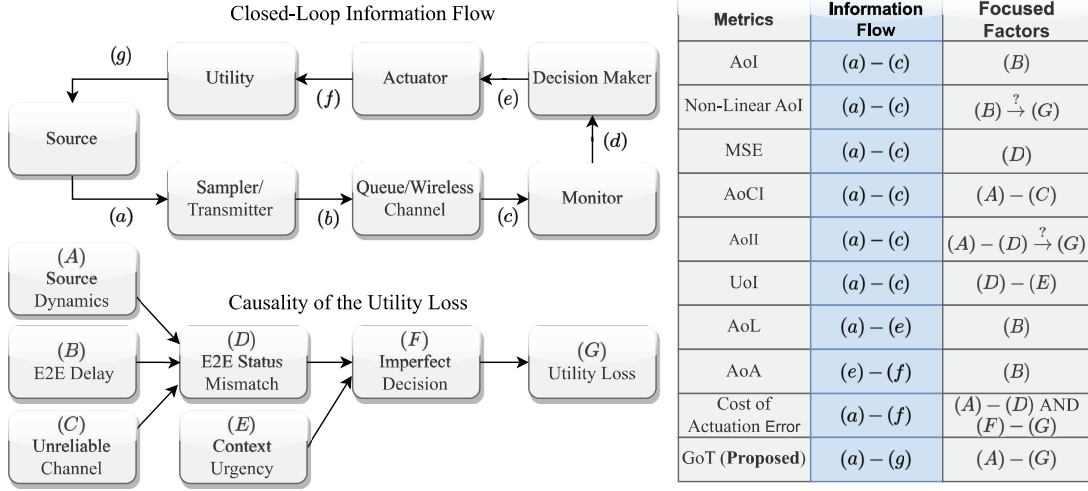 Closed-Loop Information Flow
(g)
Utility
(f)
Actuator
(e)
Decision Maker
Source
(d)
(a)
Sampler/
Transmitter
(b)
Queue/Wireless
Channel
(c)
Monitor
Causality of the Utility Loss
(A)
Source
Dynamics
(B)
E2E Delay
(C)
Unreliable
Channel
(D)
E2E Status
Mismatch
(E)
Context
Urgency
(F)
Imperfect
Decision
(G)
Utility Loss
Metrics
Information
Flow
Focused
Factors
AoI
(a) − (c)
(B)
Non-Linear AoI
(a) − (c)
(B) →? (G)
MSE
(a) − (c)
(D)
AoCI
(a) − (c)
(A) − (C)
AoII
(a) − (c)
(A) − (D) →? (G)
UoI
(a) − (c)
(D) − (E)
AoL
(a) − (e)
(B)
AoA
(e) − (f)
(B)
Cost of
Actuation Error
(a) − (f)
(A) − (D) AND
(F) − (G)
GoT (Proposed)
(a) − (g)
(A) − (G)